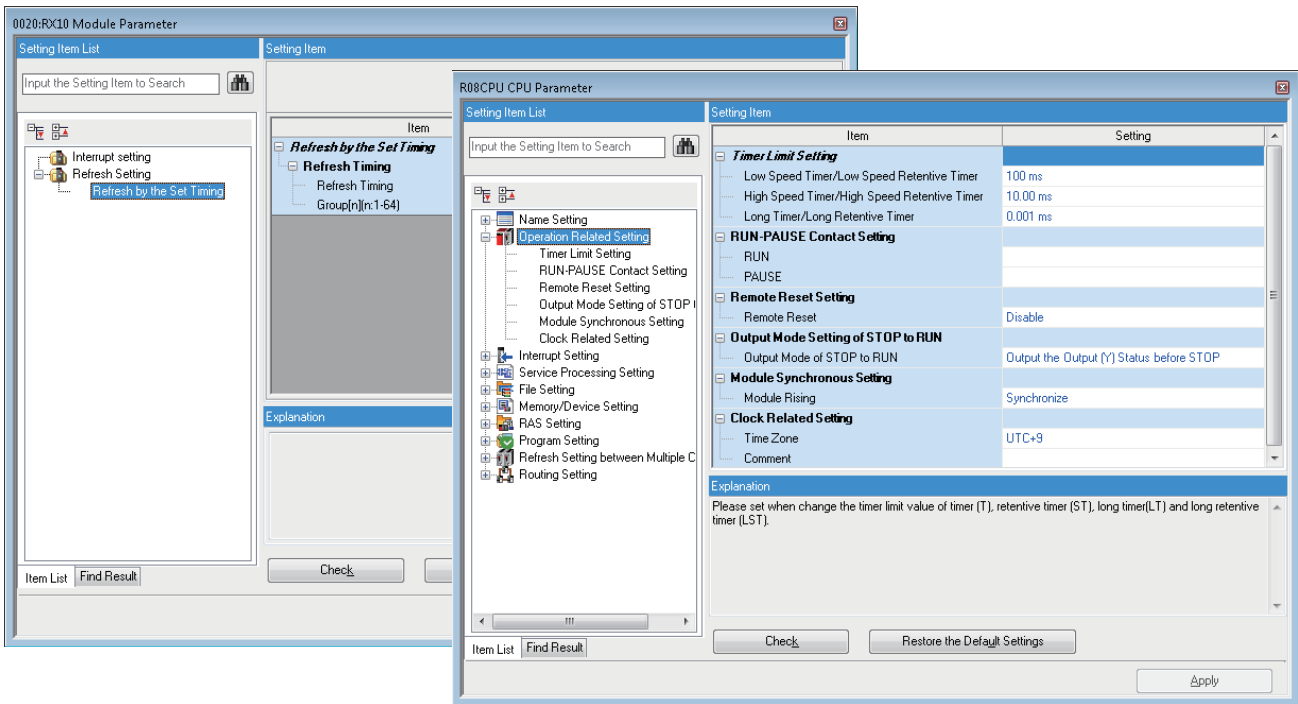 0020:RX10 Module Parameter
Setting Item List
Setting Item
Input the Setting Item to Search
Item
Interrupt setting
Refresh Setting
Refresh by the Set Timing
Refresh by the Set Timing
Refresh Timing
Refresh Timing
Group[n](n:1-64)
Explanation
Item List
Find Result
Check
R08CPU CPU Parameter
Setting Item List
Setting Item
Input the Setting Item to Search
Name Setting
Operation Related Setting
Timer Limit Setting
RUN-PAUSE Contact Setting
Remote Reset Setting
Output Mode Setting of STOP
Module Synchronous Setting
Clock Related Setting
Interrupt Setting
Service Processing Setting
File Setting
Memory/Device Setting
RAS Setting
Program Setting
Refresh Setting between Multiple C
Routing Setting
Item List
Find Result
Item Setting
Timer Limit Setting
Low Speed Timer/Low Speed Retentive Timer 100 ms
High Speed Timer/High Speed Retentive Timer 10.00 ms
Long Timer/Long Retentive Timer 0.001 ms
RUN-PAUSE Contact Setting
RUN
PAUSE
Remote Reset Setting
Remote Reset Disable
Output Mode Setting of STOP to RUN
Output Mode of STOP to RUN Output the Output (Y) Status before STOP
Module Synchronous Setting
Module Rising Synchronize
Clock Related Setting
Time Zone UTC+9
Comment
Explanation
Please set when change the timer limit value of timer (T), retentive timer (ST), long timer(LT) and long retentive
timer (LST).
Check
Restore the Default Settings
Apply